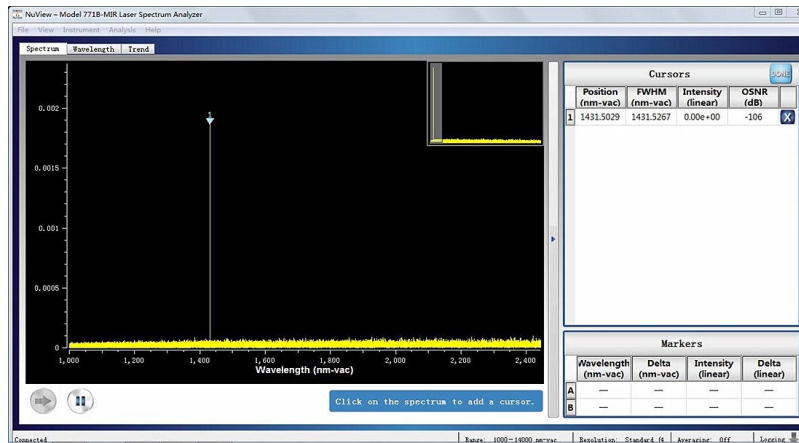 NuView – Model 771B-MIR Laser Spectrum Analyzer
File View Instrument Analysis Help
Spectrum Wavelength Trend
0.002
0.0015
0.001
0.0005
0
1,000 1,200 1,400 1,600 1,800 2,000 2,200 2,400
Wavelength (nm-vac)
Click on the spectrum to add a cursor.
Cursors DONE
Position (nm-vac) FWHM (nm-vac) Intensity (linear) OSNR (dB)
1 1431.5029 1431.5267 0.00e+00 -106 X
Markers
Wavelength (nm-vac) Delta (nm-vac) Intensity (linear) Delta (linear)
A — — — —
B — — — —
Connected Range: 1000-14000 nm-vac Resolution: Standard (4 Averaging: Off Logging